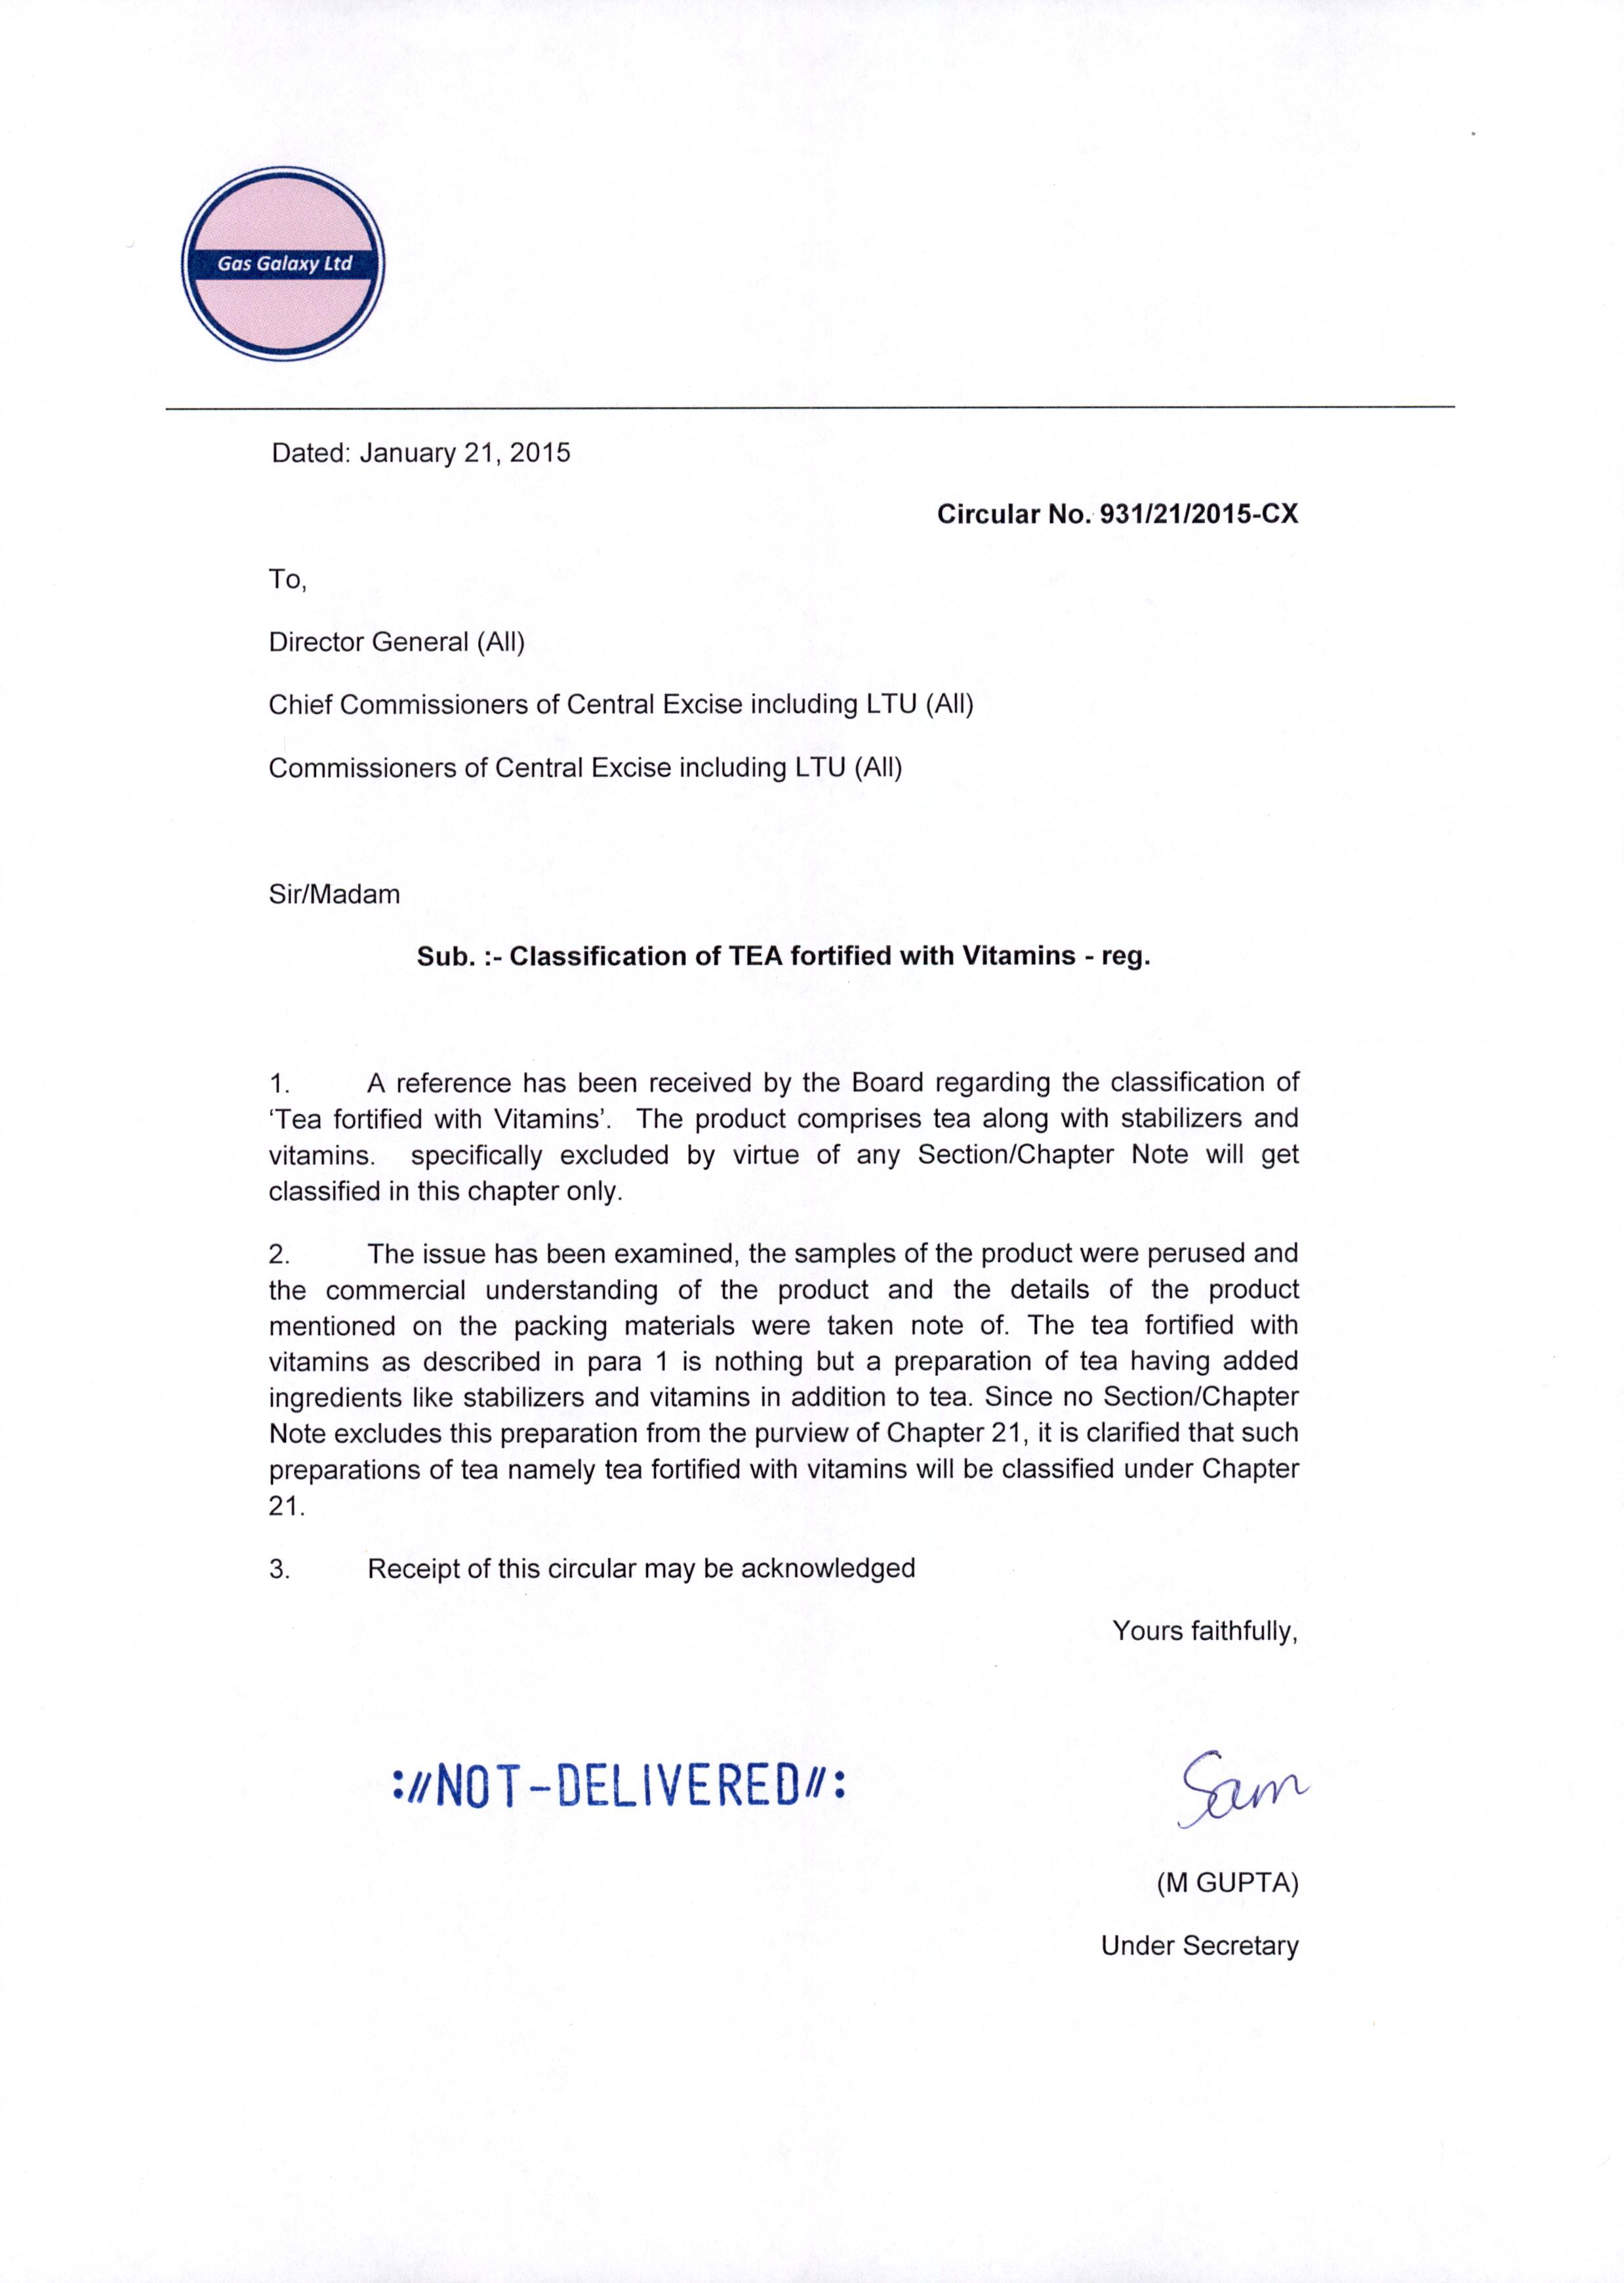 Gas Galaxy Ltd
Dated: January 21, 2015
Circular No. 931/21/2015-CX
To,
Director General (All)
Chief Commissioners of Central Excise including LTU (All)
Commissioners of Central Excise including LTU (All)
Sir/Madam
Sub. :- Classification of TEA fortified with Vitamins - reg.
1. A reference has been received by the Board regarding the classification of
‘Tea fortified with Vitamins’. The product comprises tea along with stabilizers and
vitamins. specifically excluded by virtue of any Section/Chapter Note will get
classified in this chapter only.
2. The issue has been examined, the samples of the product were perused and
the commercial understanding of the product and the details of the product
mentioned on the packing materials were taken note of. The tea fortified with
vitamins as described in para 1 is nothing but a preparation of tea having added
ingredients like stabilizers and vitamins in addition to tea. Since no Section/Chapter
Note excludes this preparation from the purview of Chapter 21, it is clarified that such
preparations of tea namely tea fortified with vitamins will be classified under Chapter
21.
3. Receipt of this circular may be acknowledged
Yours faithfully,
://NOT-DELIVERED//:
Sam
(M GUPTA)
Under Secretary